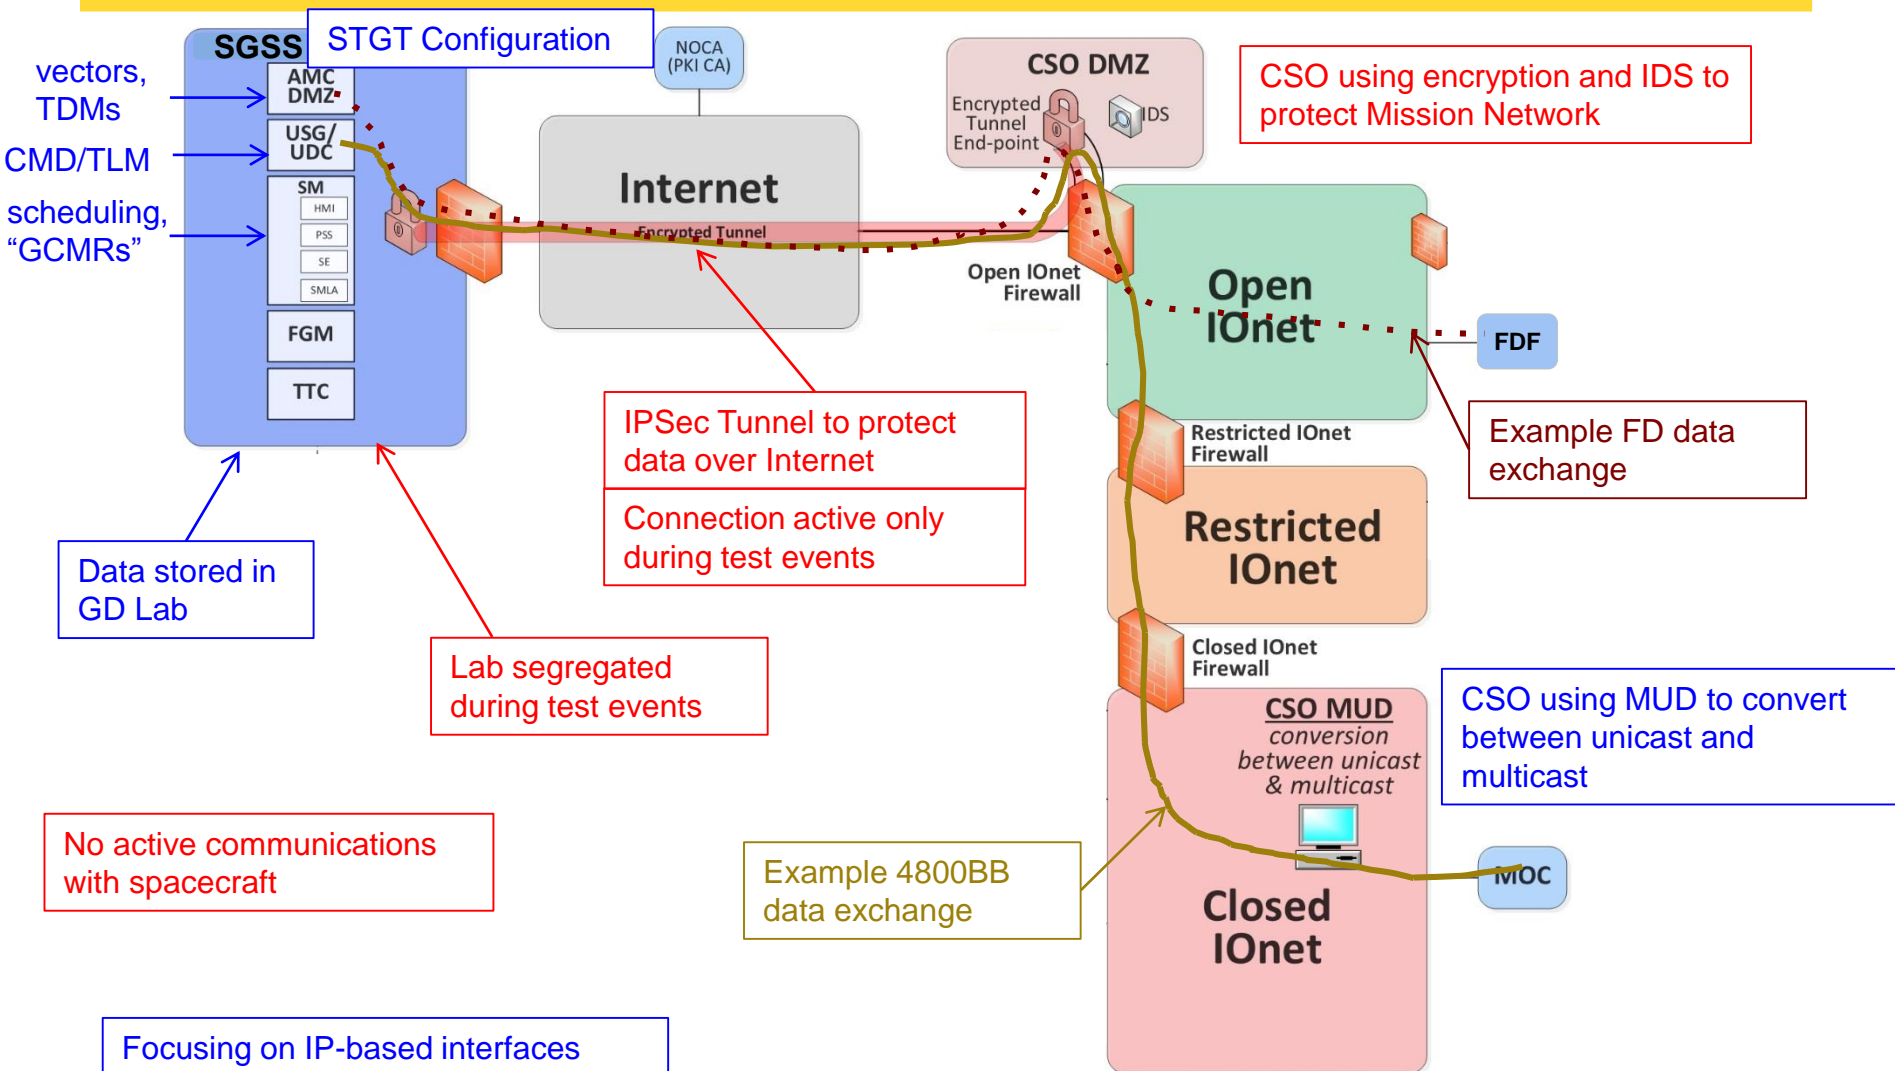 SGSS
STGT Configuration
vectors,
TDMs
CMD/TLM
scheduling,
“GCMRs”
AMC
DMZ
USG/
UDC
SM
HMI
PSS
SE
SMLA
FGM
TTC
NOCA
(PKI CA)
Internet
Encrypted Tunnel
CSO DMZ
Encrypted
Tunnel
End-point
IDS
CSO using encryption and IDS to
protect Mission Network
Open IOnet
Firewall
Open
IOnet
FDF
Example FD data
exchange
IPSec Tunnel to protect
data over Internet
Connection active only
during test events
Restricted IOnet
Firewall
Restricted
IOnet
Data stored in
GD Lab
Lab segregated
during test events
Closed IOnet
Firewall
CSO MUD
conversion
between unicast
& multicast
CSO using MUD to convert
between unicast and
multicast
No active communications
with spacecraft
Example 4800BB
data exchange
MOC
Closed
IOnet
Focusing on IP-based interfaces